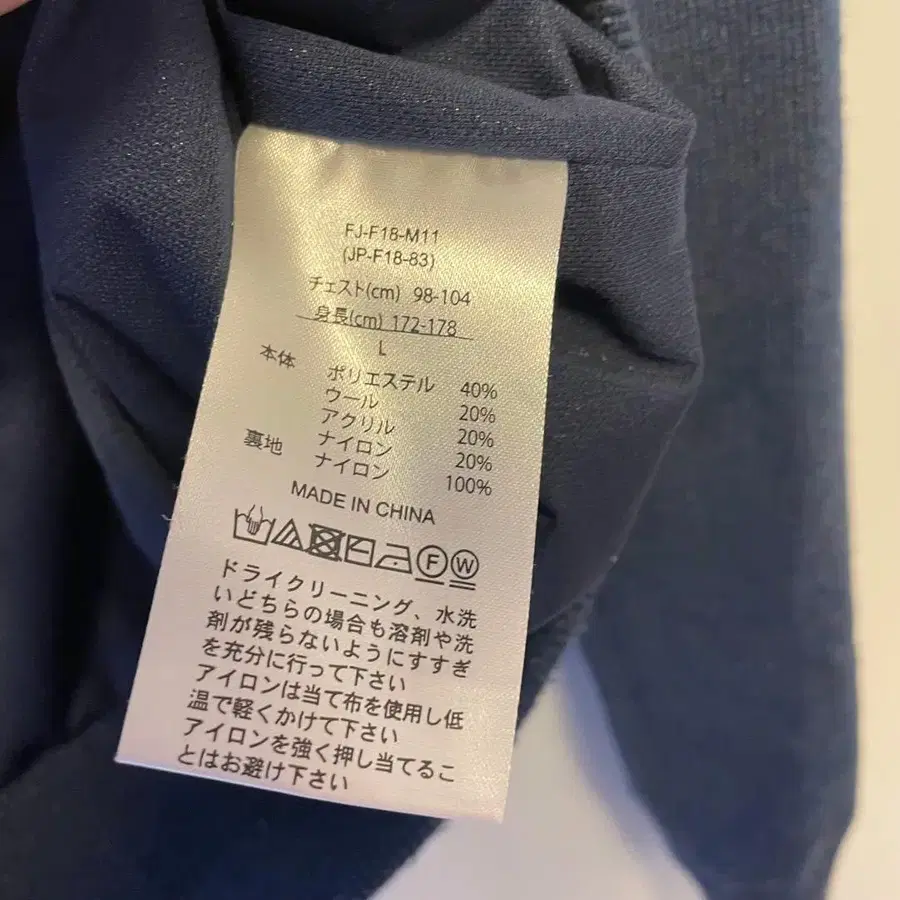 FJ-F18-M11
(JP-F18-83)
チェスト(cm) 98-104
身長(cm) 172-178
L
本体 ポリエステル 40%
ウール 20%
アクリル 20%
ナイロン 20%
裏地 ナイロン 100%
MADE IN CHINA
F W
ドライクリーニング、水洗
いどちらの場合も溶剤や洗
剤が残らないようにすすぎ
を充分に行って下さい
アイロンは当て布を使用し低
温で軽くかけて下さい
アイロンを強く押し当てるこ
とはお避け下さい